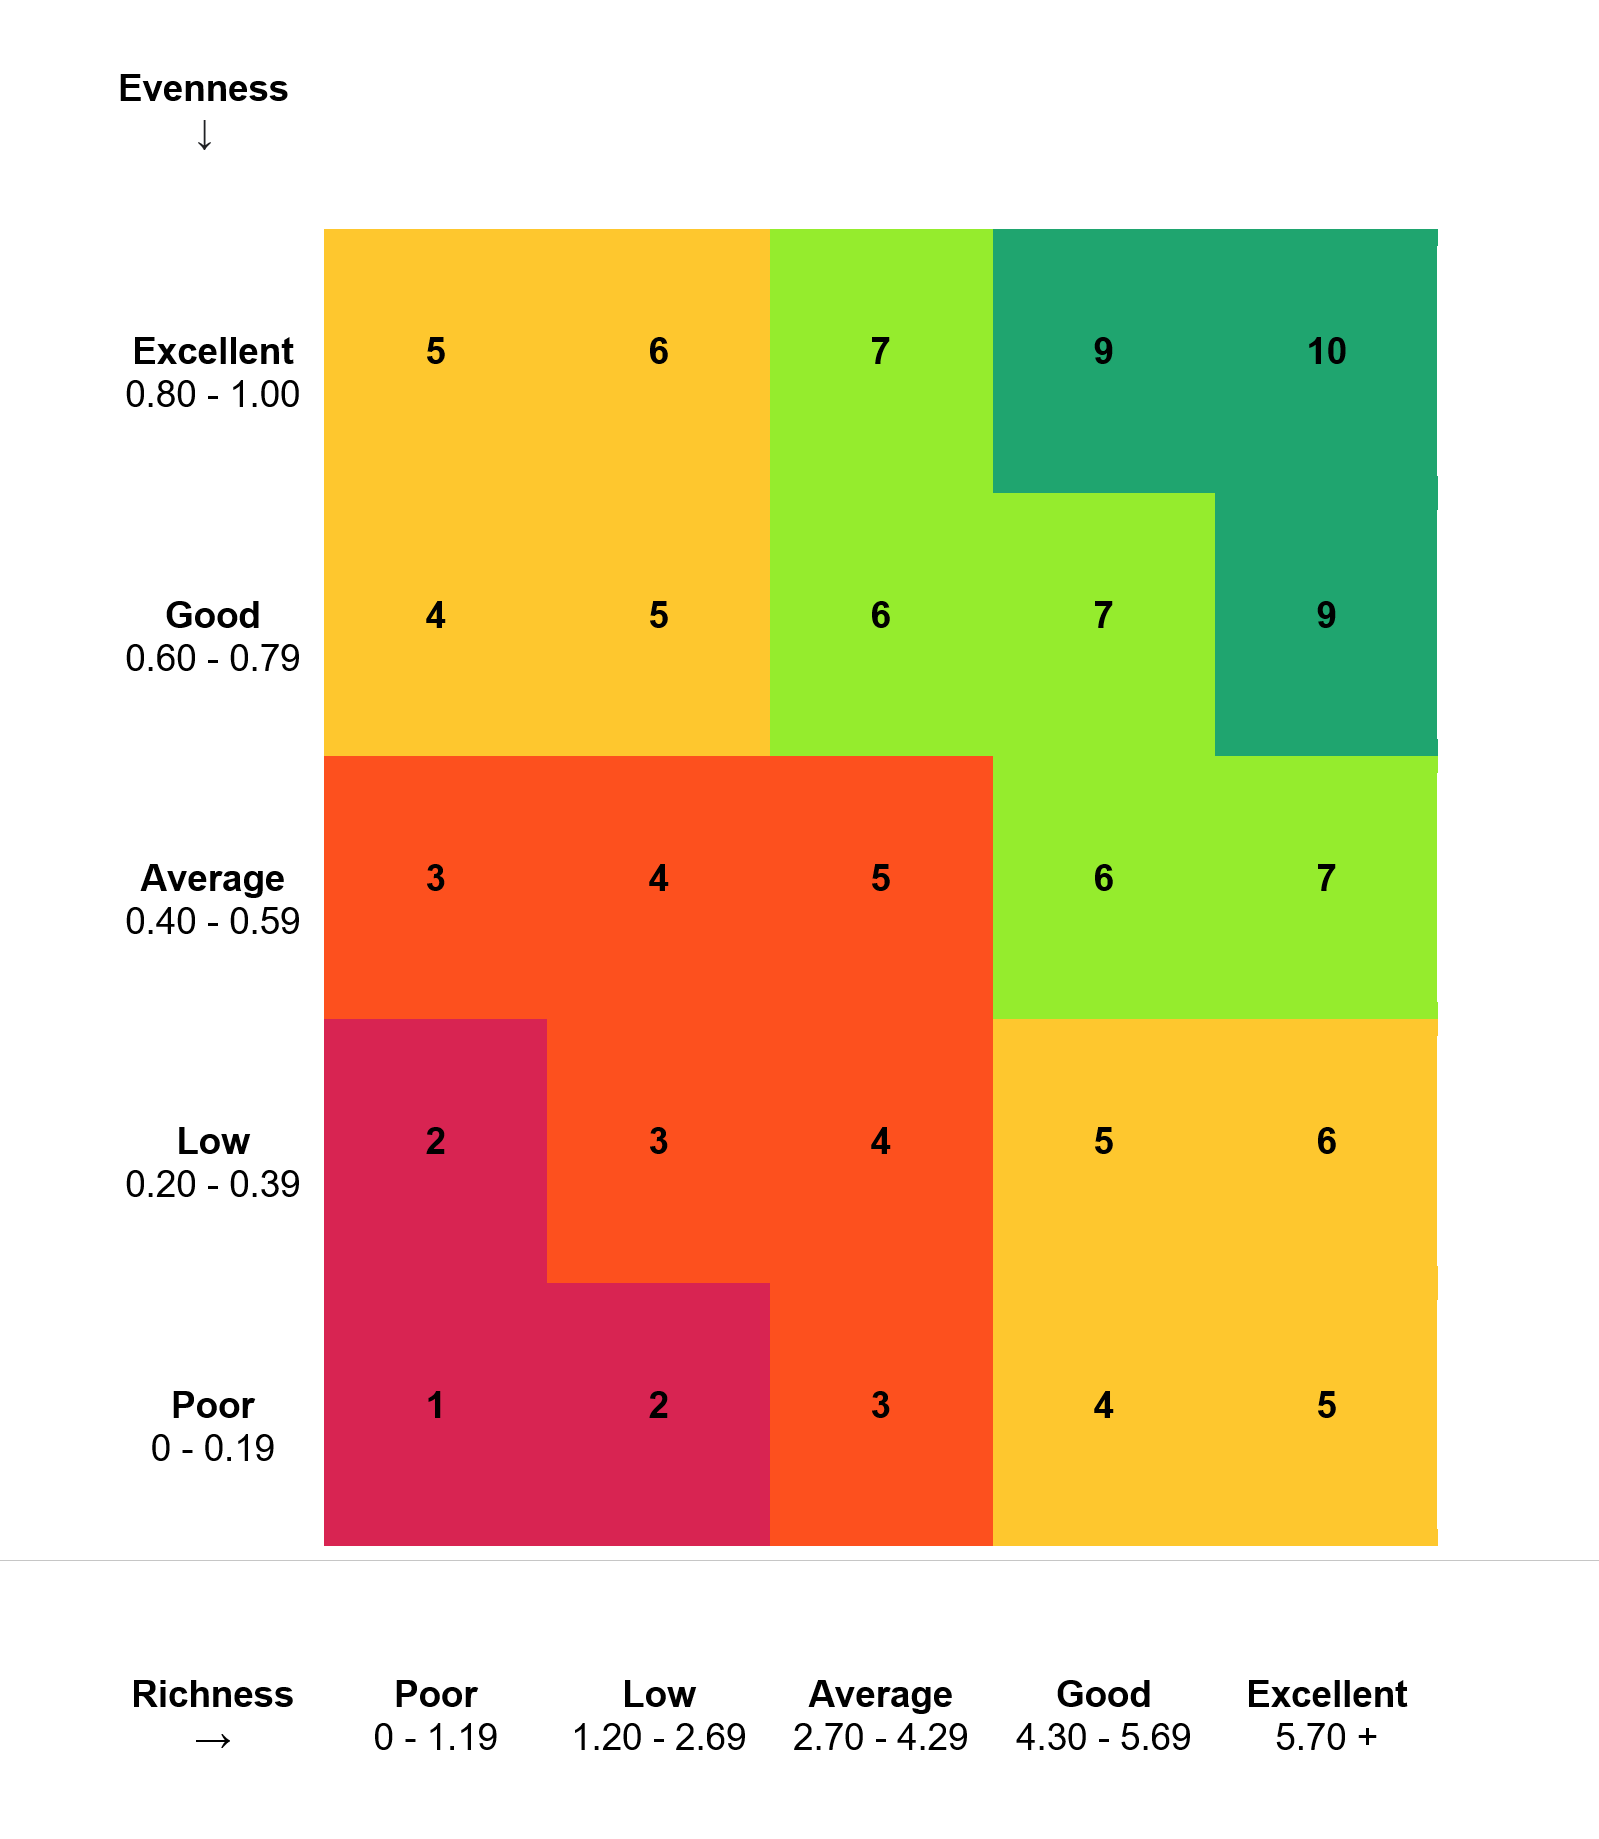 Evenness
↓
Excellent 5 6 7 9 10
0.80 - 1.00
Good 4 5 6 7 9
0.60 - 0.79
Average 3 4 5 6 7
0.40 - 0.59
Low 2 3 4 5 6
0.20 - 0.39
Poor 1 2 3 4 5
0 - 0.19
Richness Poor Low Average Good Excellent
→ 0 - 1.19 1.20 - 2.69 2.70 - 4.29 4.30 - 5.69 5.70 +